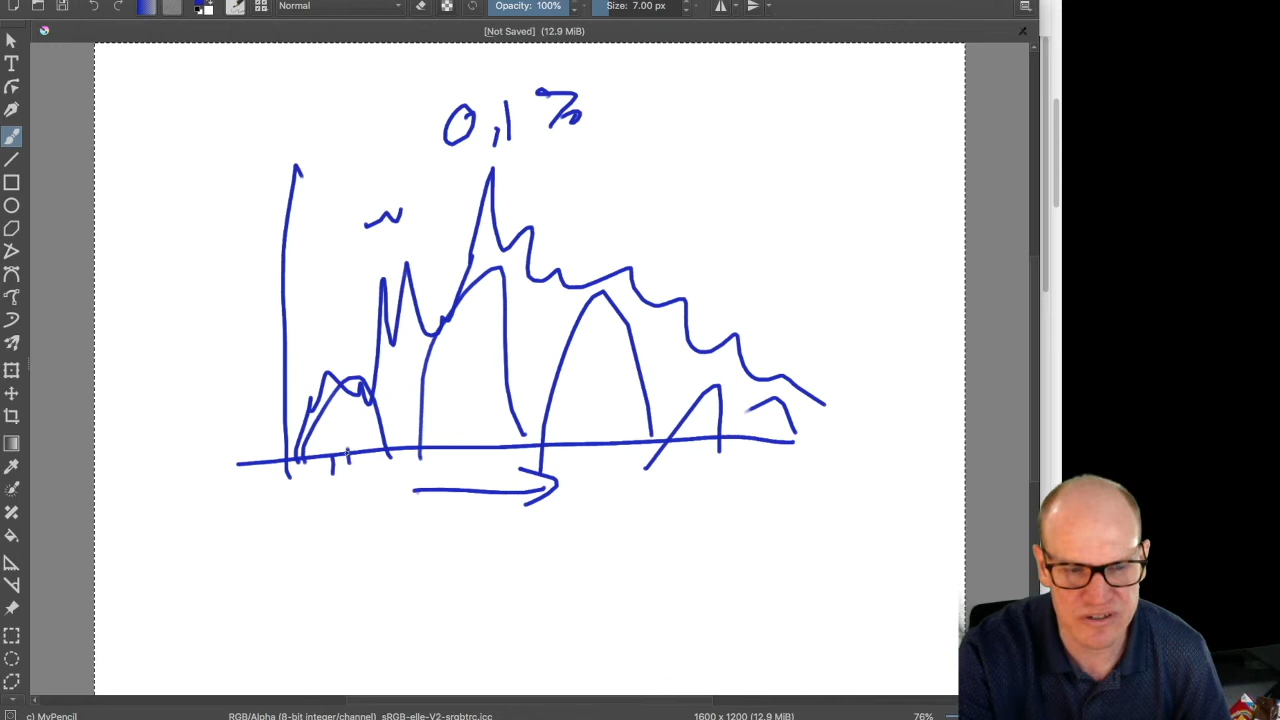 Normal
Opacity: 100%
Size: 7.00 px
[Not Saved] (12.9 MiB)
0,1 %
c) MyPencil
RGB/Alpha (8-bit integer/channel) sRGB-elle-V2-srgbtrc.icc
1600 x 1200 (12.9 MiB)
76%